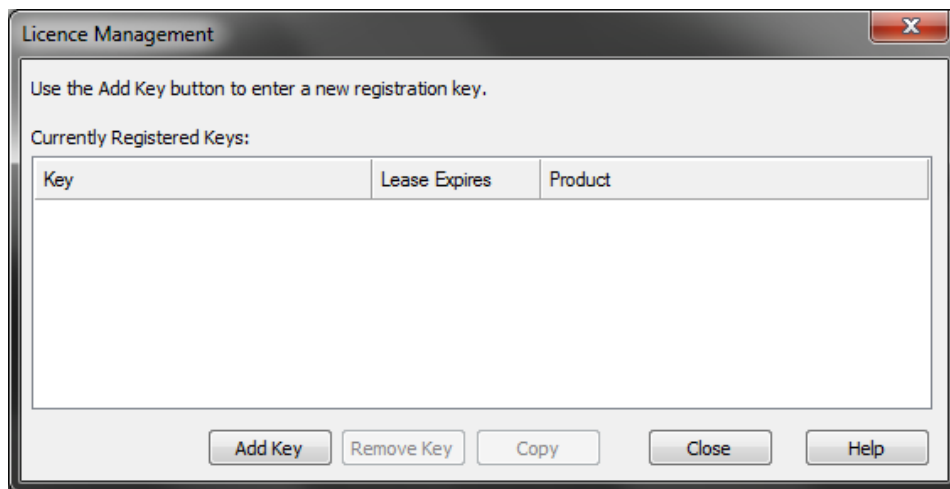 Licence Management
Use the Add Key button to enter a new registration key.
Currently Registered Keys:
Key Lease Expires Product
Add Key Remove Key Copy Close Help